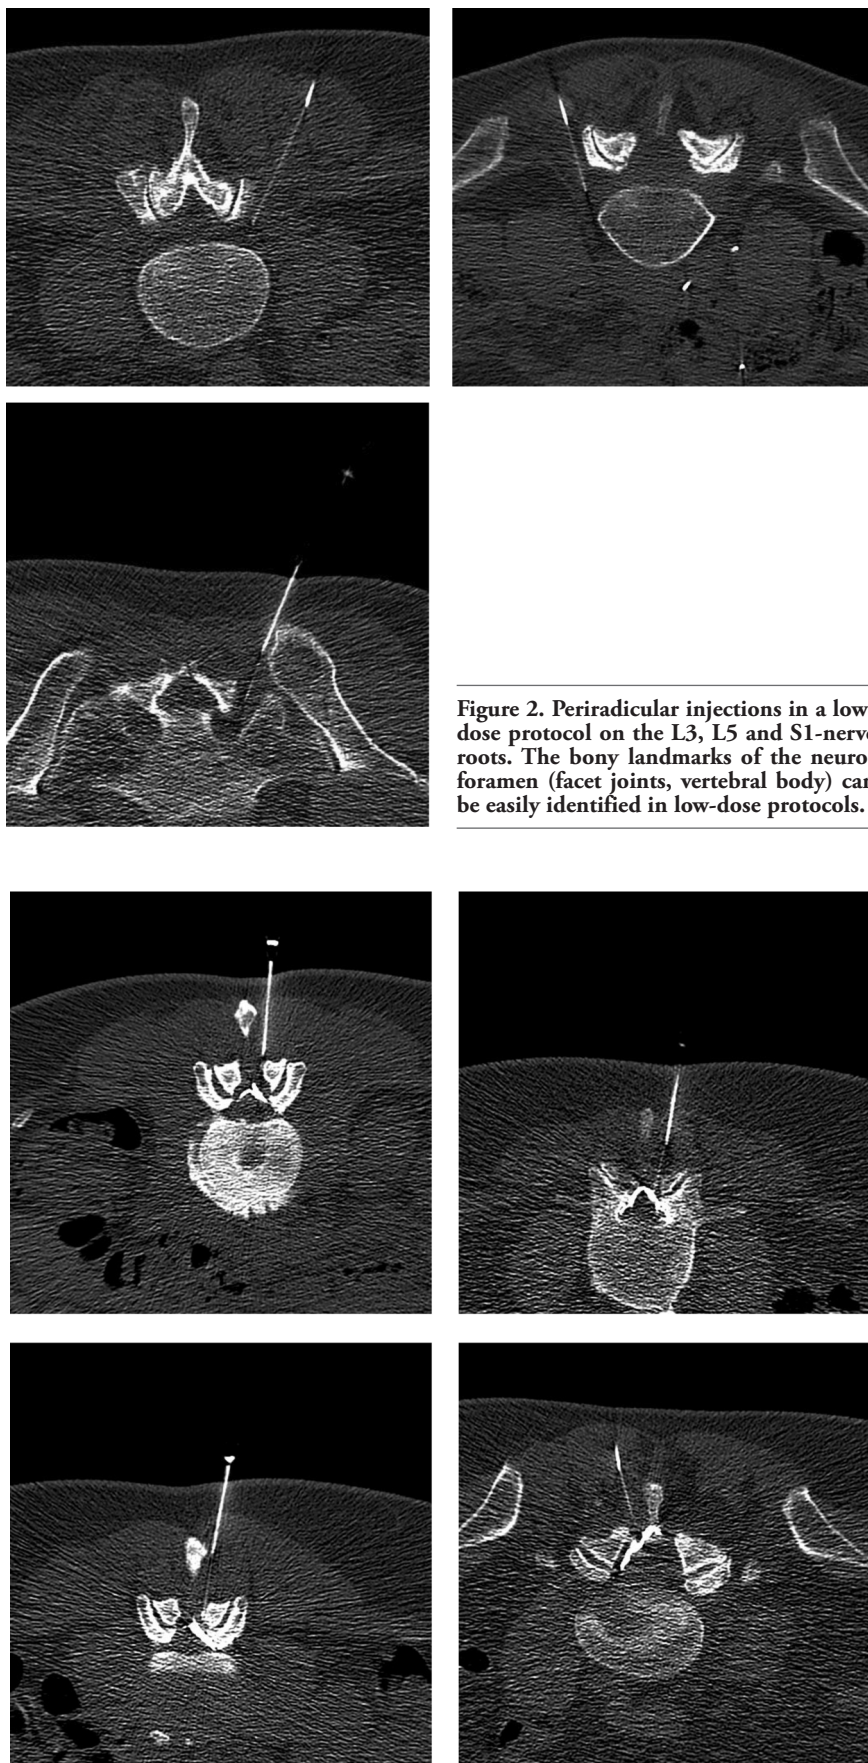 Figure 2. Periradicular injections in a low-
dose protocol on the L3, L5 and S1-nerve
roots. The bony landmarks of the neuro-
foramen (facet joints, vertebral body) can
be easily identified in low-dose protocols.